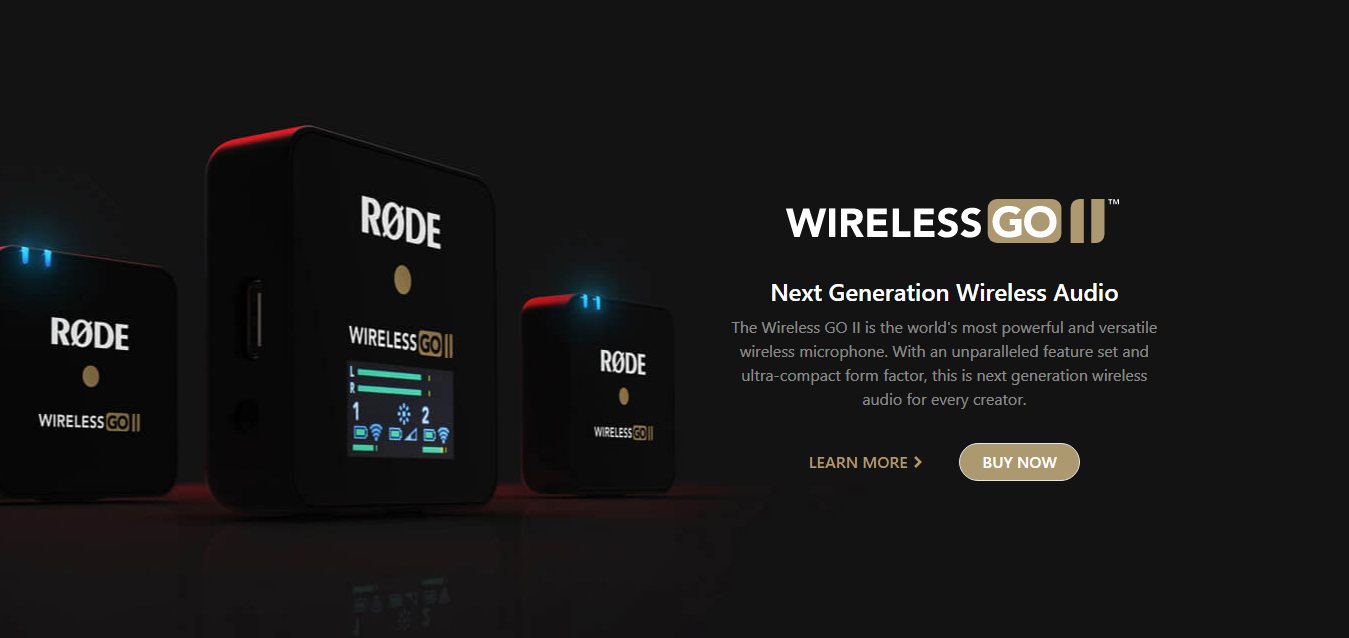 RØDE
WIRELESS GO II
RØDE
WIRELESS GO II
L
R
1 2
RØDE
WIRELESS GO II
WIRELESS GO II™
Next Generation Wireless Audio
The Wireless GO II is the world's most powerful and versatile
wireless microphone. With an unparalleled feature set and
ultra-compact form factor, this is next generation wireless
audio for every creator.
LEARN MORE
BUY NOW